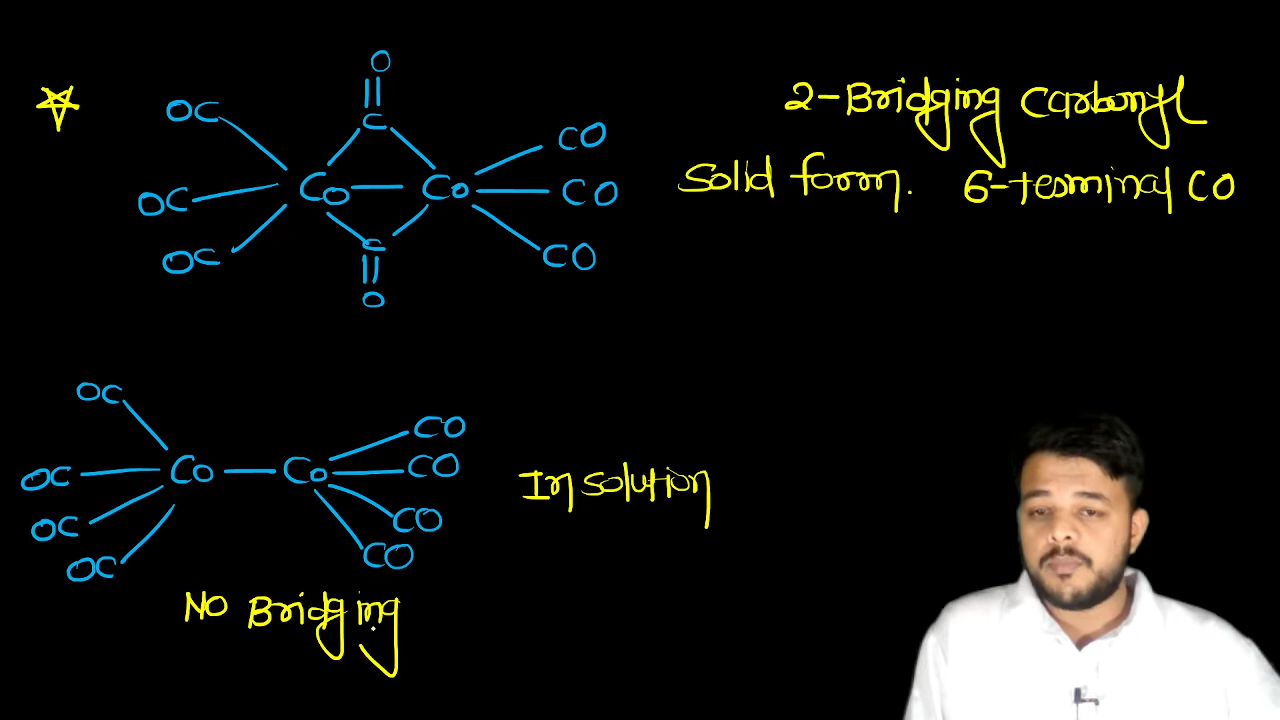 O
||
OC C CO
OC Co Co CO
OC C CO
||
O
2-Bridging Carbonyl
Solid form. 6-terminal CO
OC CO
OC Co Co CO
OC CO
OC CO
In solution
No Bridging